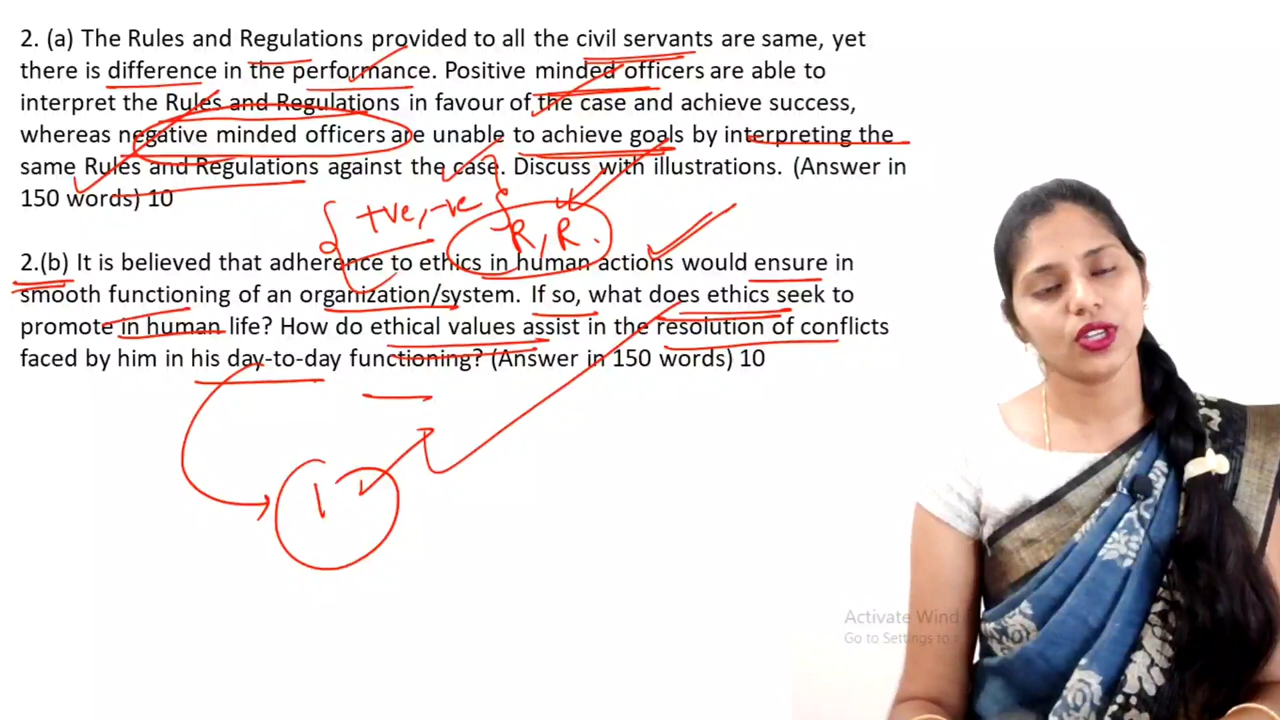 2. (a) The Rules and Regulations provided to all the civil servants are same, yet
there is difference in the performance. Positive minded officers are able to
interpret the Rules and Regulations in favour of the case and achieve success,
whereas negative minded officers are unable to achieve goals by interpreting the
same Rules and Regulations against the case. Discuss with illustrations. (Answer in
150 words) 10
+ve, -ve
R, R.
2.(b) It is believed that adherence to ethics in human actions would ensure in
smooth functioning of an organization/system. If so, what does ethics seek to
promote in human life? How do ethical values assist in the resolution of conflicts
faced by him in his day-to-day functioning? (Answer in 150 words) 10
Activate Wind
Go to Settings to